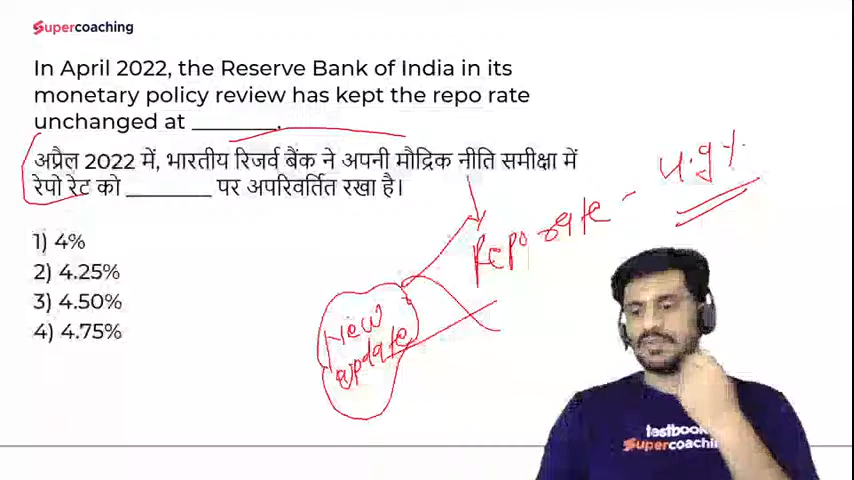 Supercoaching
In April 2022, the Reserve Bank of India in its
monetary policy review has kept the repo rate
unchanged at ________.
अप्रैल 2022 में, भारतीय रिजर्व बैंक ने अपनी मौद्रिक नीति समीक्षा में
रेपो रेट को ________ पर अपरिवर्तित रखा है।
Repo rate - 4.9%
1) 4%
2) 4.25%
3) 4.50%
4) 4.75%
New
update
testbook
Supercoaching